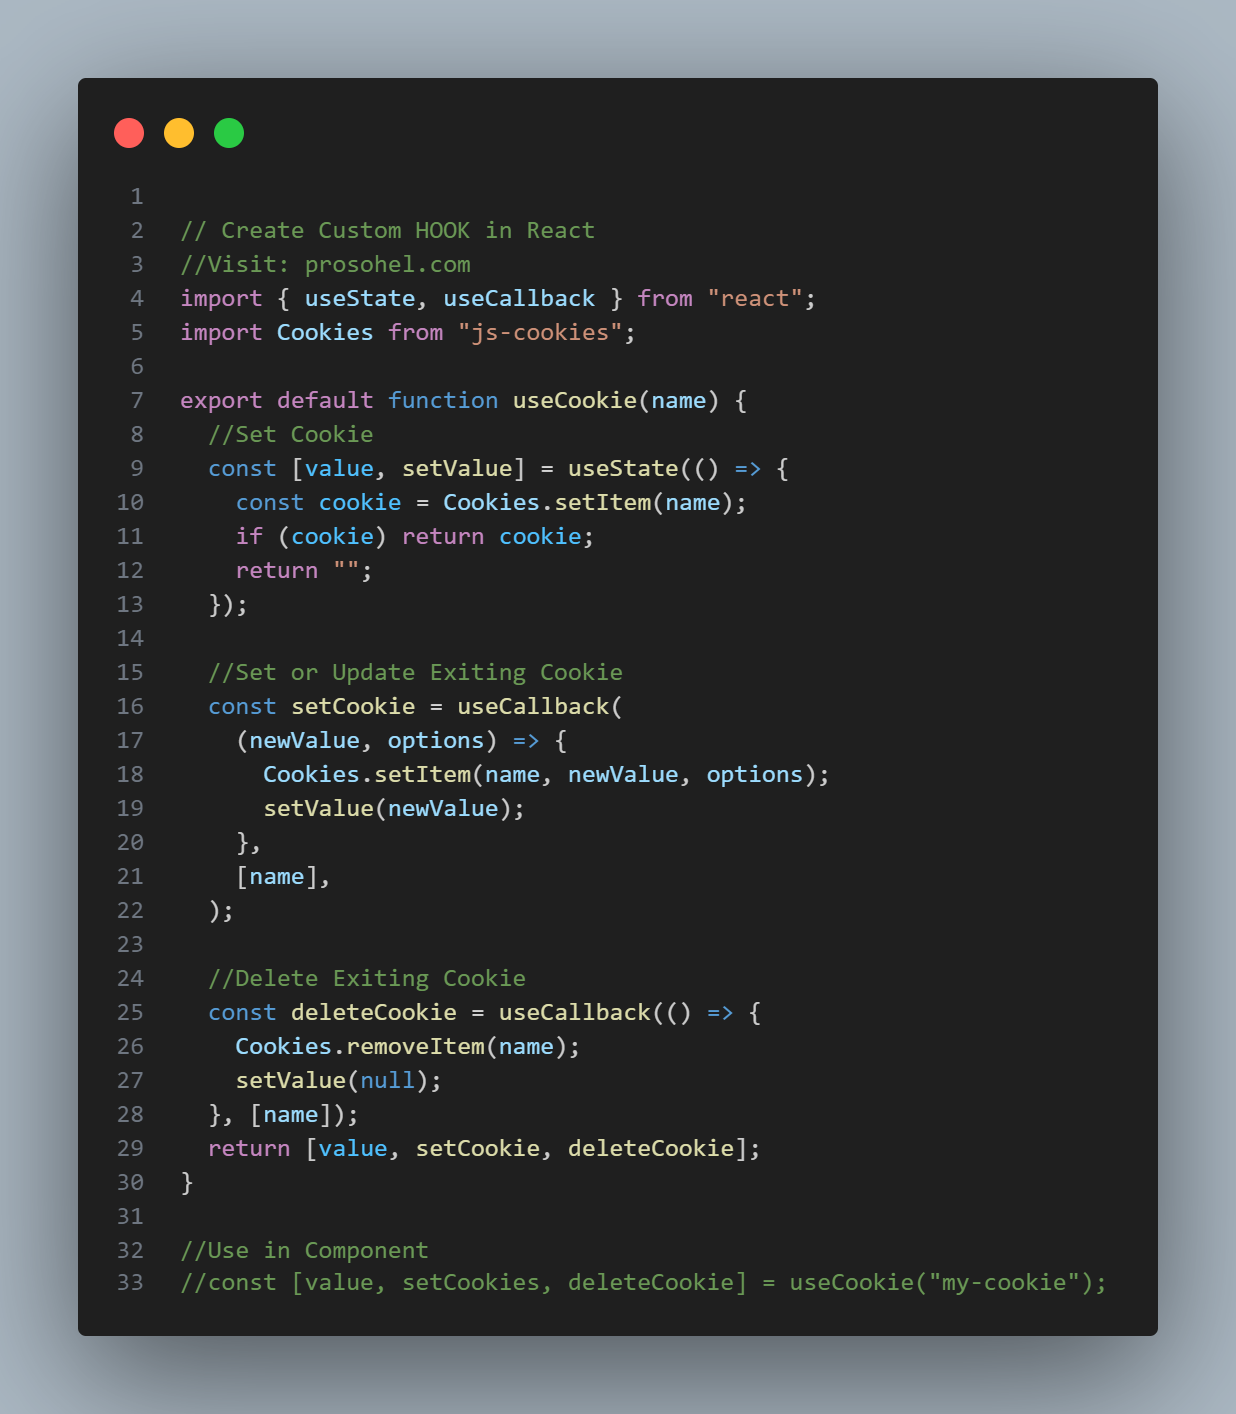 1
2 // Create Custom HOOK in React
3 //Visit: prosohel.com
4 import { useState, useCallback } from "react";
5 import Cookies from "js-cookies";
6
7 export default function useCookie(name) {
8   //Set Cookie
9   const [value, setValue] = useState(() => {
10     const cookie = Cookies.setItem(name);
11     if (cookie) return cookie;
12     return "";
13   });
14
15   //Set or Update Exiting Cookie
16   const setCookie = useCallback(
17     (newValue, options) => {
18       Cookies.setItem(name, newValue, options);
19       setValue(newValue);
20     },
21     [name],
22   );
23
24   //Delete Exiting Cookie
25   const deleteCookie = useCallback(() => {
26     Cookies.removeItem(name);
27     setValue(null);
28   }, [name]);
29   return [value, setCookie, deleteCookie];
30 }
31
32 //Use in Component
33 //const [value, setCookies, deleteCookie] = useCookie("my-cookie");